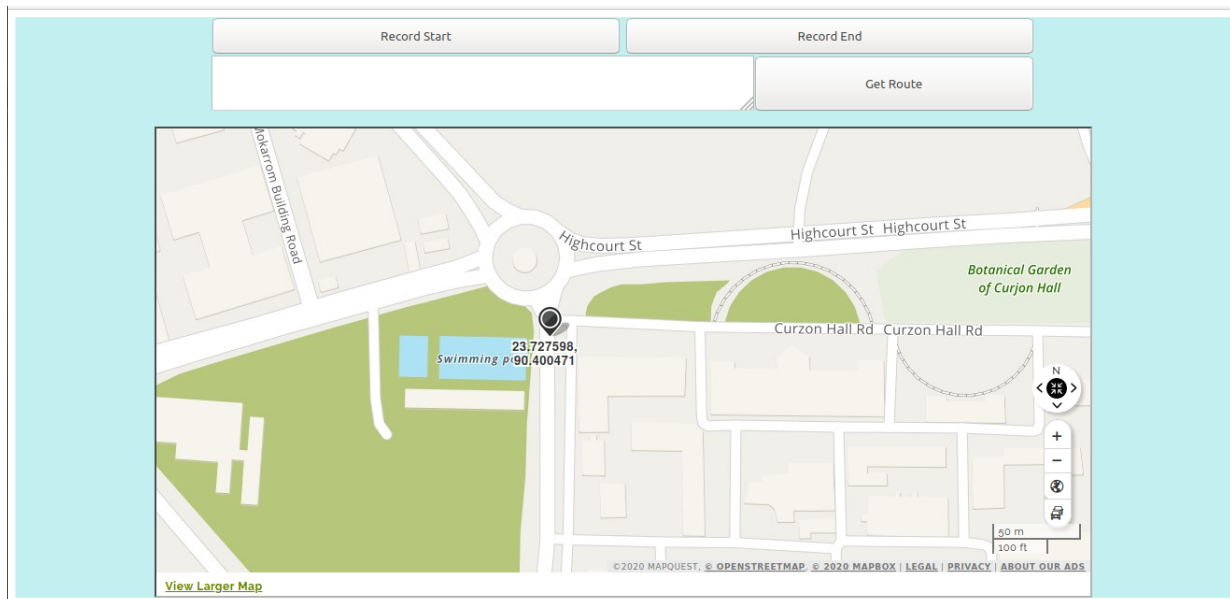 Record Start
Record End
Get Route
Mokarrom Building Road
Highcourt St
Highcourt St Highcourt St
Botanical Garden
of Curjon Hall
Curzon Hall Rd Curzon Hall Rd
23.727598,
Swimming p
90.400471
N
50 m
100 ft
©2020 MAPQUEST, © OPENSTREETMAP, © 2020 MAPBOX | LEGAL | PRIVACY | ABOUT OUR ADS
View Larger Map